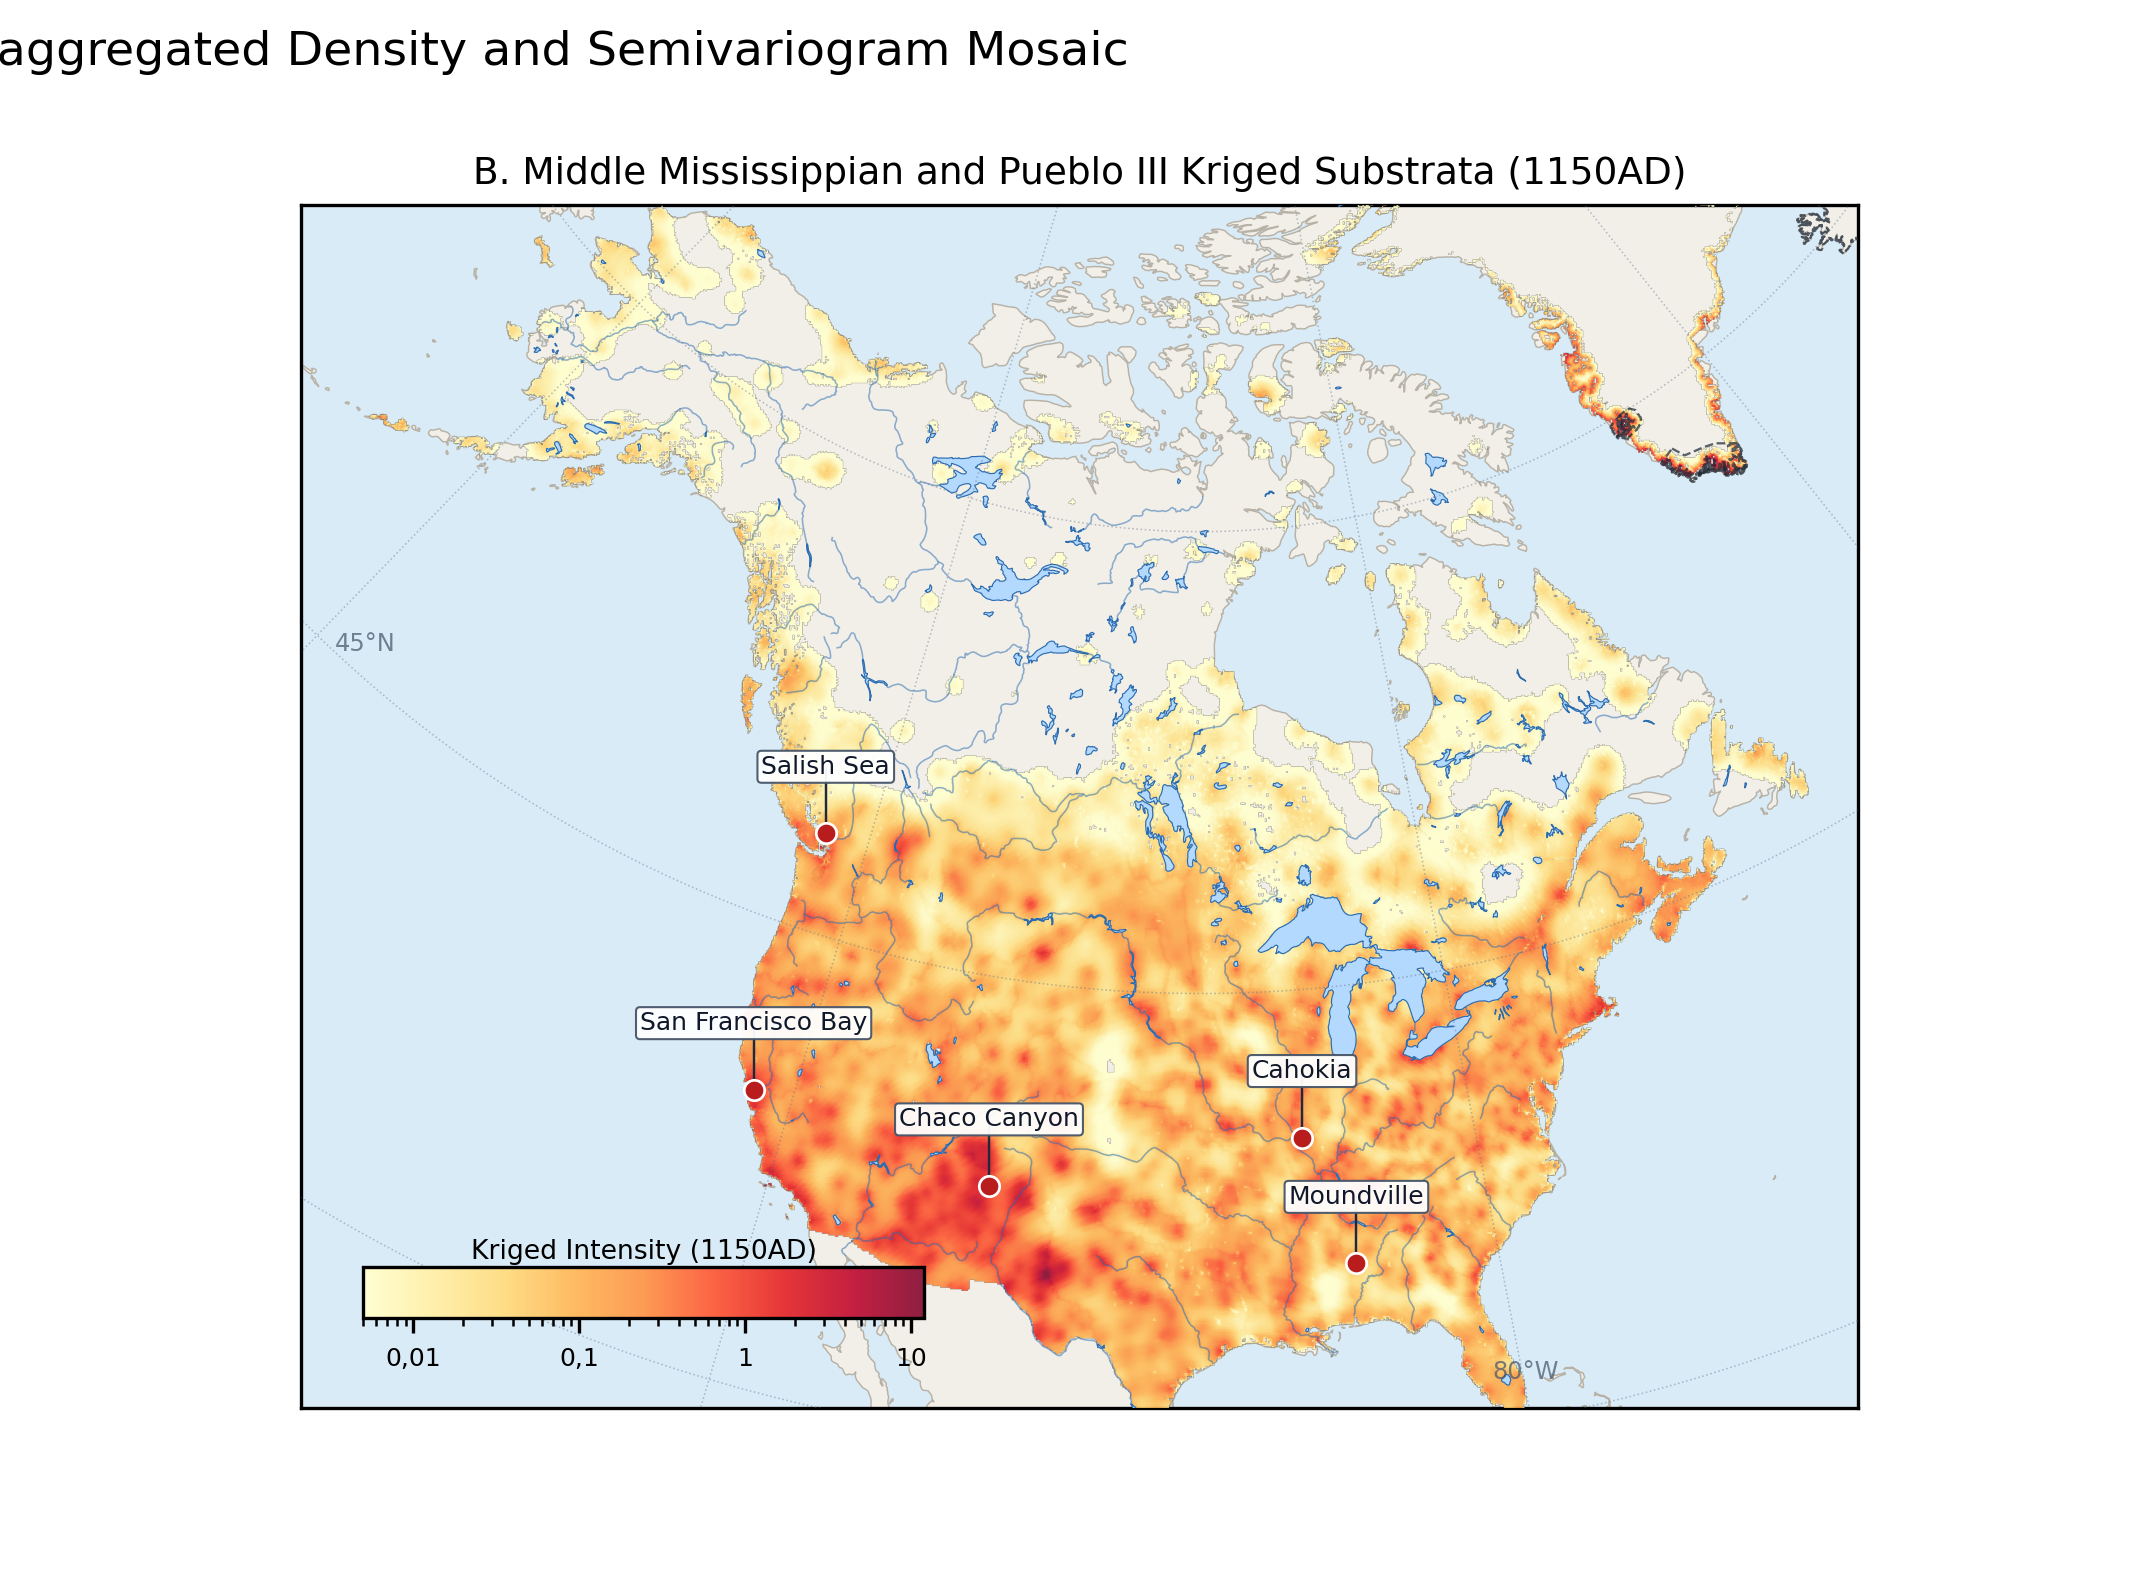 aggregated Density and Semivariogram Mosaic
B. Middle Mississippian and Pueblo III Kriged Substrata (1150AD)
45°N
Salish Sea
San Francisco Bay
Cahokia
Chaco Canyon
Moundville
Kriged Intensity (1150AD)
0,01 0,1 1 10
80°W